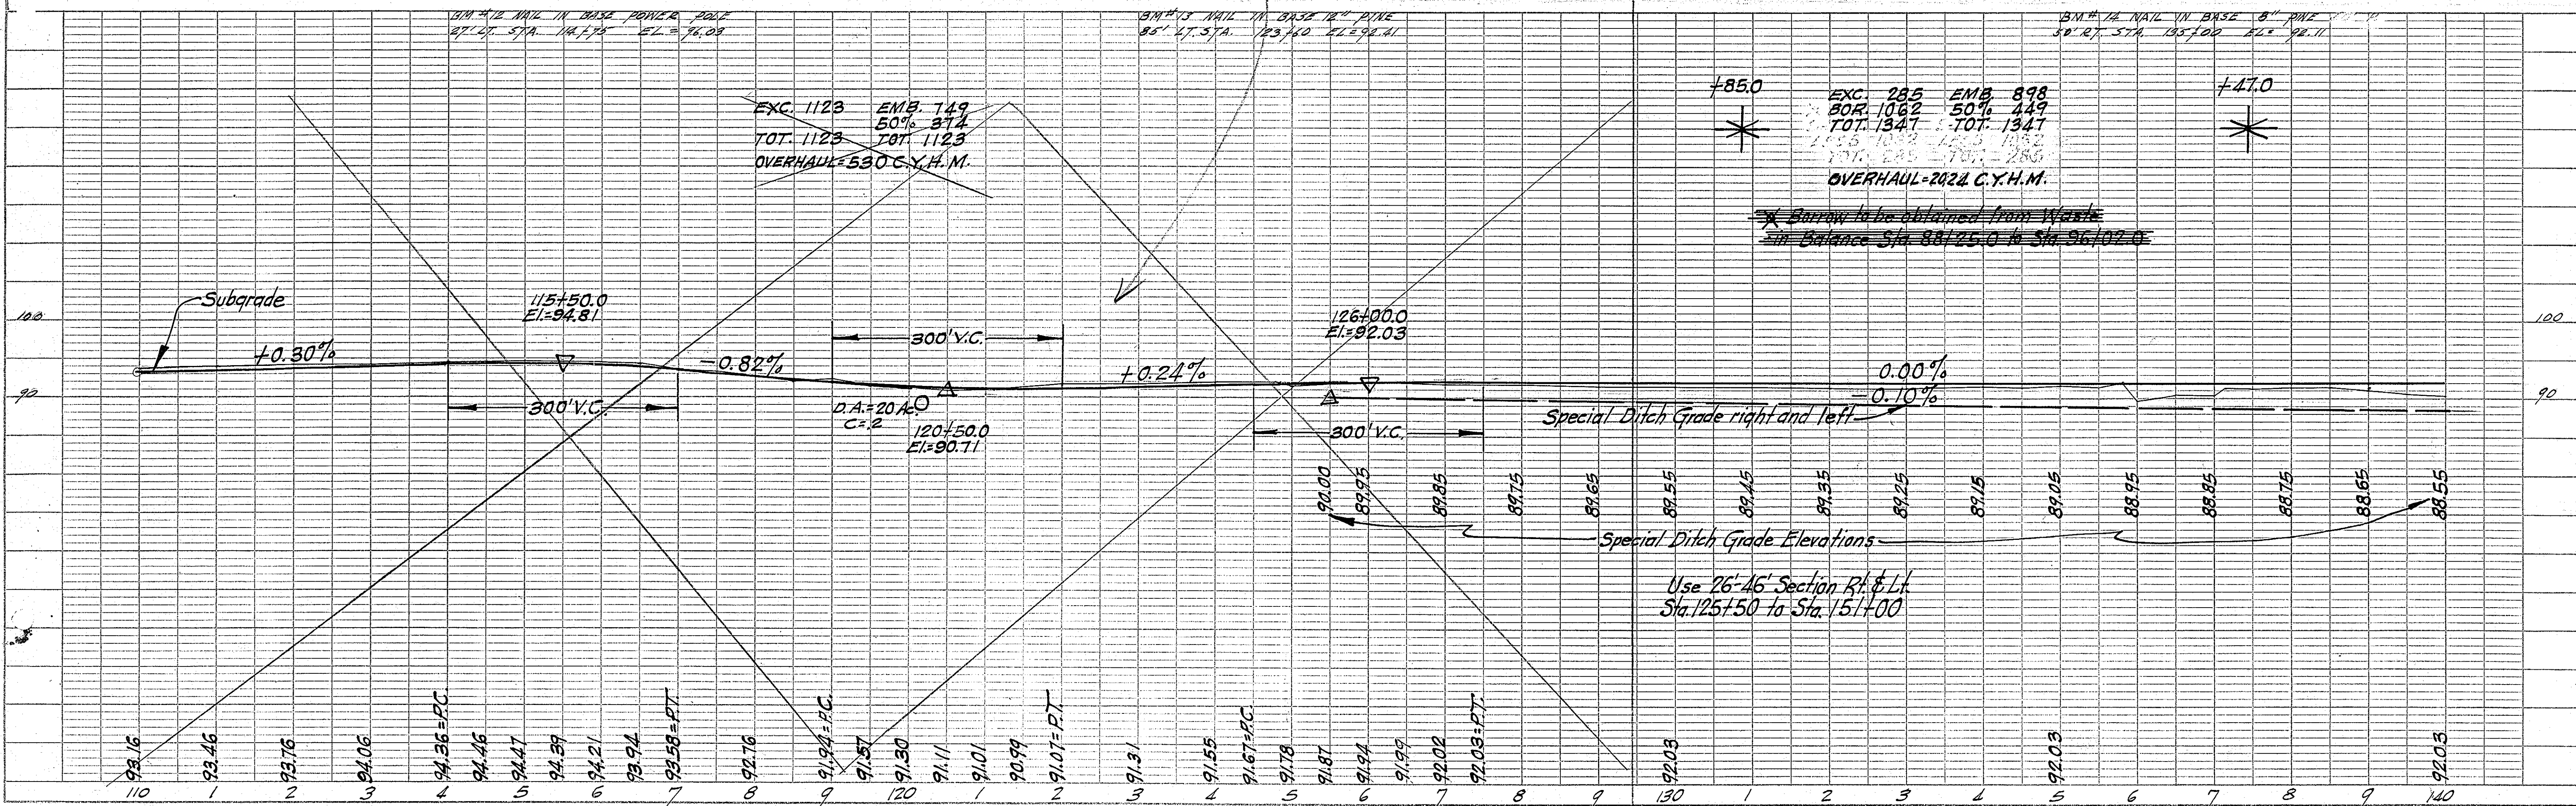 BM #12 NAIL IN BASE POWER POLE
27' LT. STA. 114+75 EL = 96.03
BM #13 NAIL IN BASE 12" PINE
85' LT. STA. 123+60 EL = 92.41
BM # 14 NAIL IN BASE 8" PINE
50' RT. STA. 135+00 EL = 92.11
EXC. 1123 EMB. 749
50% 374
TOT. 1123 TOT. 1123
OVERHAUL=530 C.Y.H.M.
+85.0
EXC. 285 EMB. 898
BOR. 1062 50% 449
TOT. 1347 TOT. 1347
OVERHAUL=2024 C.Y.H.M.
+47.0
Borrow to be obtained from Waste
in Balance Sta. 88+25.0 to Sta. 96+02.0
Subgrade
115+50.0
El.=94.81
100
126+00.0
El.=92.03
100
300' V.C.
+0.30%
-0.82%
+0.24%
0.00%
90
-0.10%
90
300' V.C.
D.A.=20 Ac.
C=.2
120+50.0
El.=90.71
300' V.C.
Special Ditch Grade right and left
90.00 89.95 89.85 89.75 89.65 89.55 89.45 89.35 89.25 89.15 89.05 88.95 88.85 88.75 88.65 88.55
Special Ditch Grade Elevations
Use 26'-46' Section Rt. & Lt.
Sta. 125+50 to Sta. 151+00
93.16 93.46 93.76 94.06 94.36=P.C. 94.46 94.47 94.39 94.21 93.94 93.58=P.T. 92.76 91.94=P.C. 91.57 91.30 91.11 91.01 90.99 91.07=P.T. 91.31 91.55 91.67=P.C. 91.78 91.87 91.94 91.99 92.02 92.03=P.T. 92.03 92.03 92.03
110 1 2 3 4 5 6 7 8 9 120 1 2 3 4 5 6 7 8 9 130 1 2 3 4 5 6 7 8 9 140